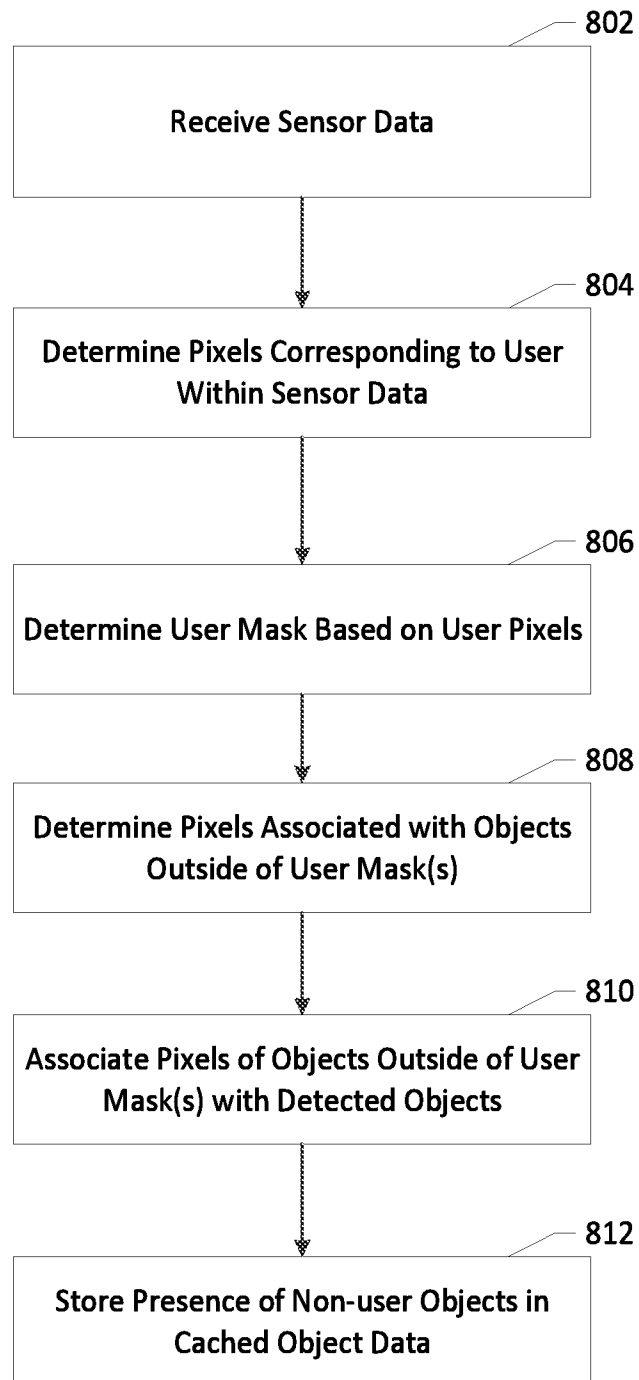 802
Receive Sensor Data
804
Determine Pixels Corresponding to User
Within Sensor Data
806
Determine User Mask Based on User Pixels
808
Determine Pixels Associated with Objects
Outside of User Mask(s)
810
Associate Pixels of Objects Outside of User
Mask(s) with Detected Objects
812
Store Presence of Non-user Objects in
Cached Object Data